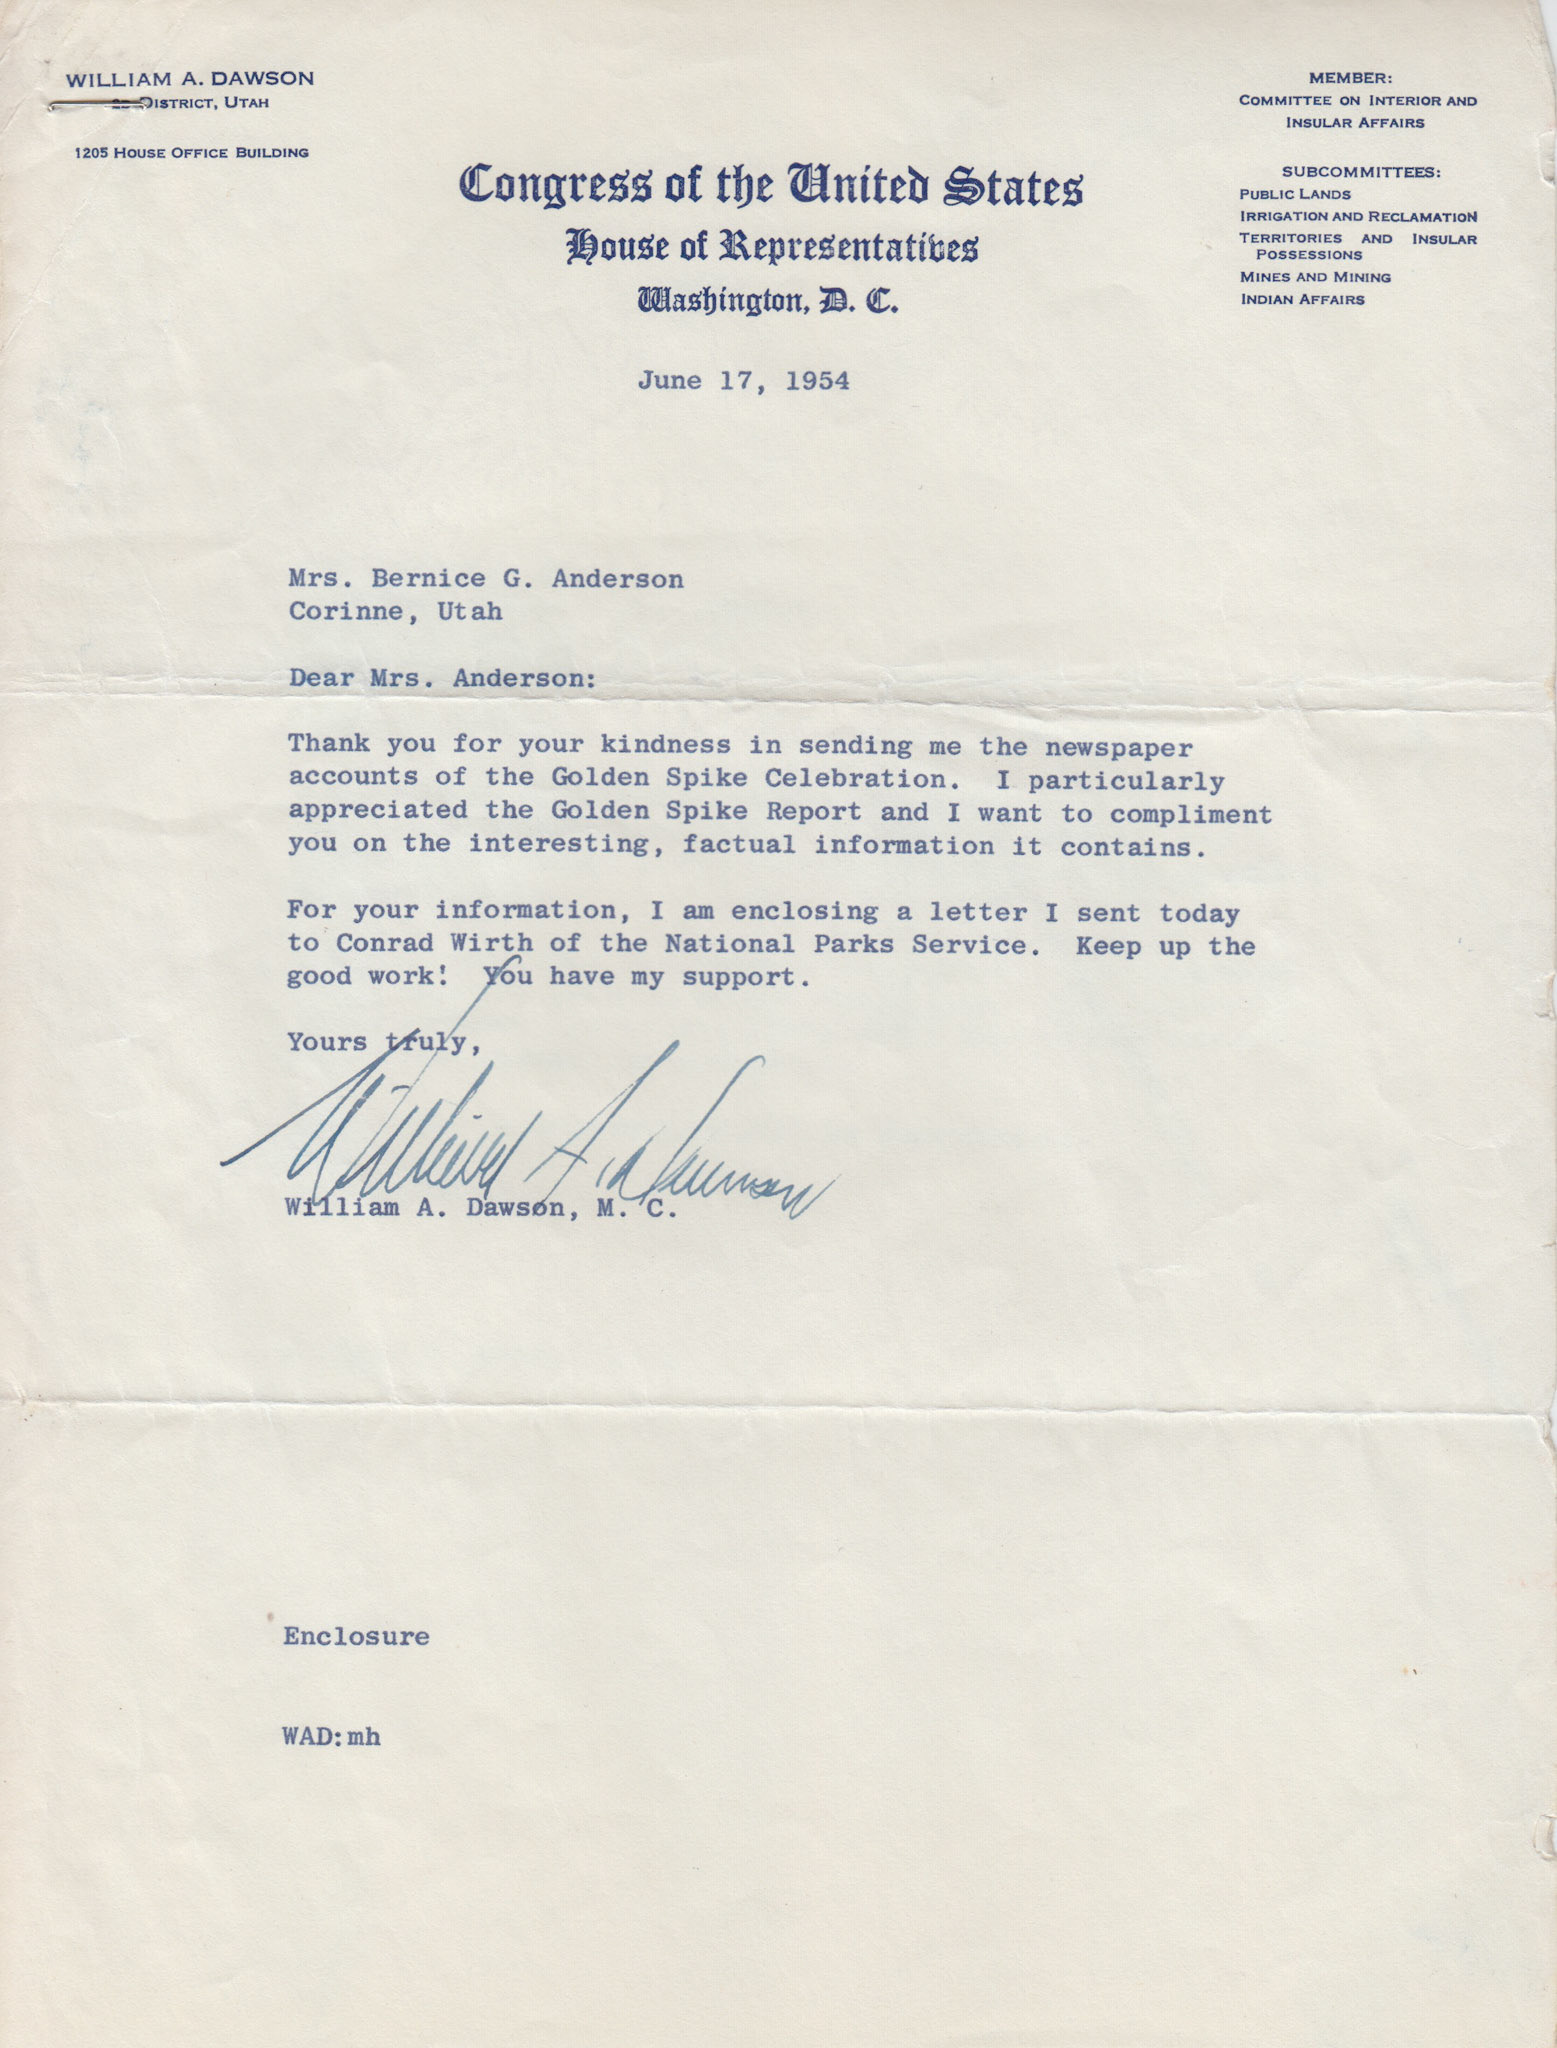 WILLIAM A. DAWSON
2D DISTRICT, UTAH
1205 HOUSE OFFICE BUILDING
MEMBER:
COMMITTEE ON INTERIOR AND
INSULAR AFFAIRS
SUBCOMMITTEES:
PUBLIC LANDS
IRRIGATION AND RECLAMATION
TERRITORIES AND INSULAR
POSSESSIONS
MINES AND MINING
INDIAN AFFAIRS
Congress of the United States
House of Representatives
Washington, D. C.
June 17, 1954
Mrs. Bernice G. Anderson
Corinne, Utah
Dear Mrs. Anderson:
Thank you for your kindness in sending me the newspaper
accounts of the Golden Spike Celebration. I particularly
appreciated the Golden Spike Report and I want to compliment
you on the interesting, factual information it contains.
For your information, I am enclosing a letter I sent today
to Conrad Wirth of the National Parks Service. Keep up the
good work! You have my support.
Yours truly,
William A. Dawson
William A. Dawson, M. C.
Enclosure
WAD:mh